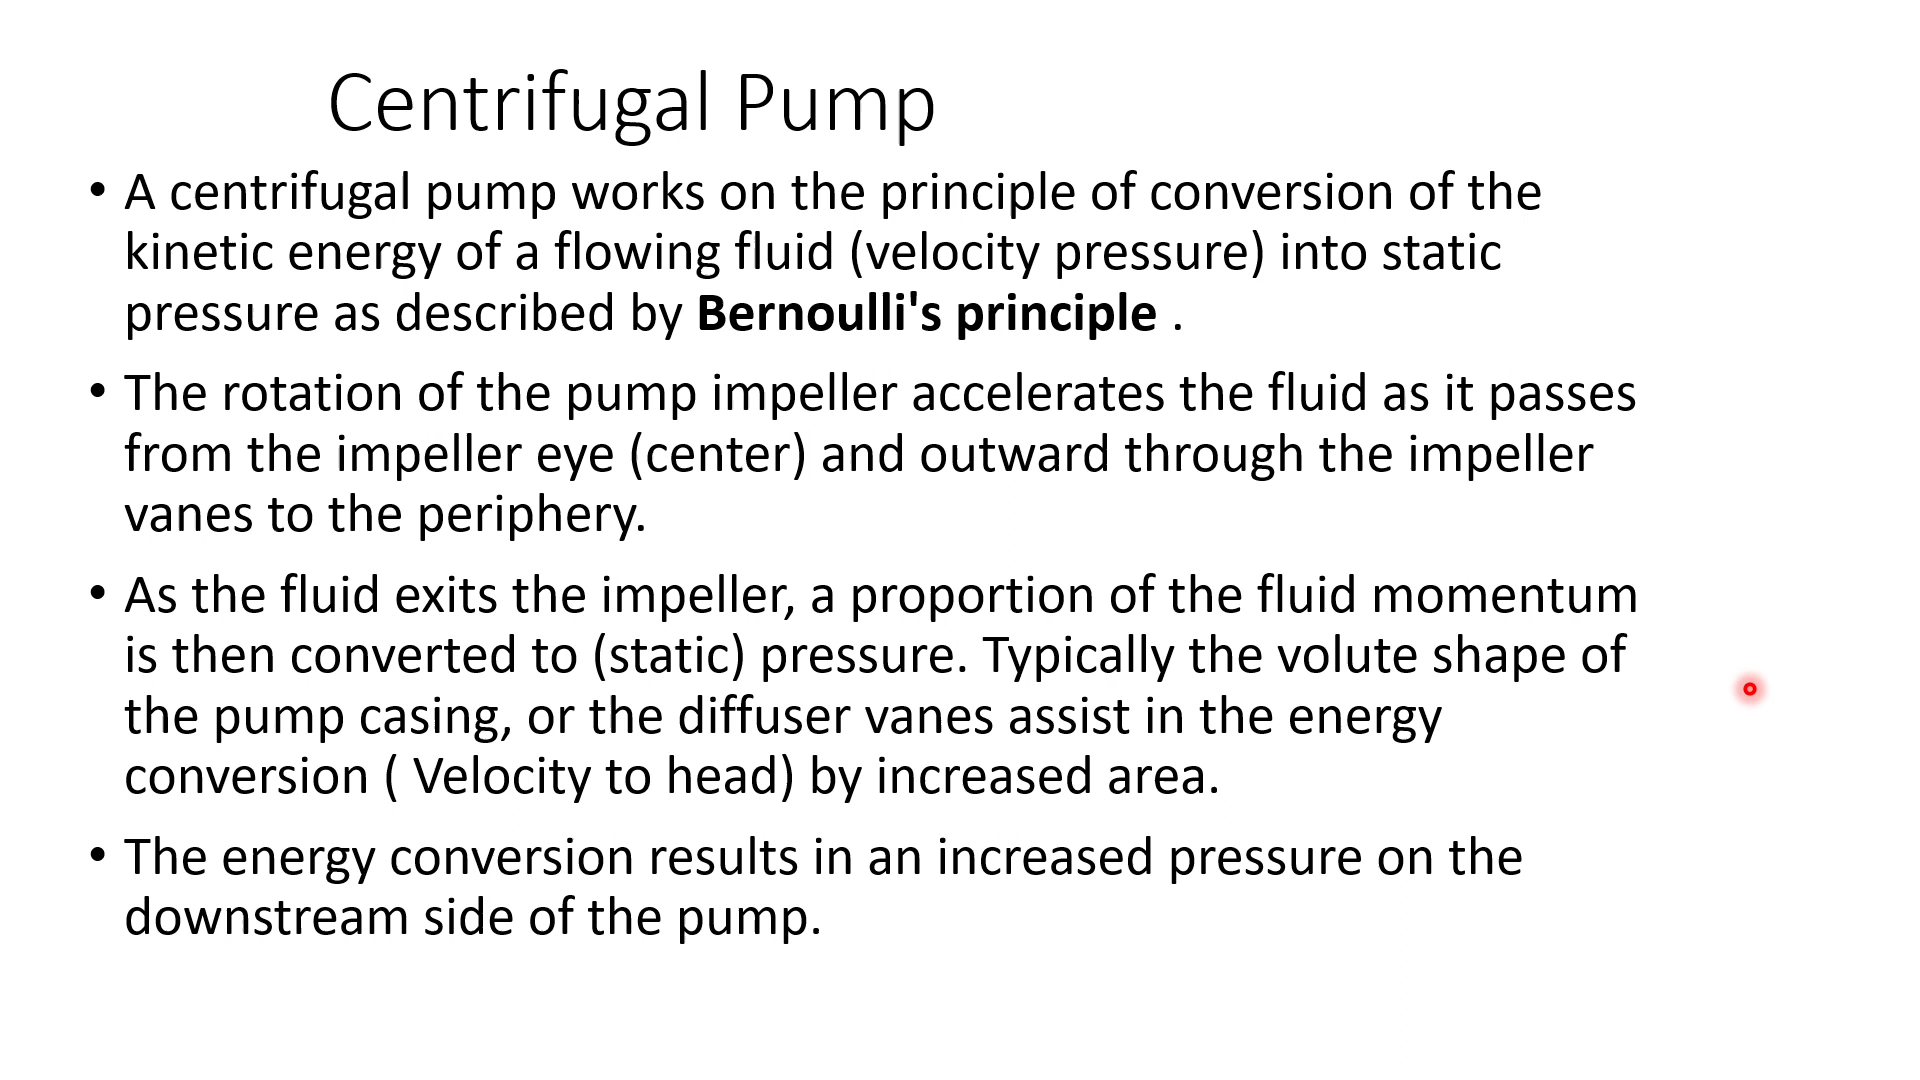 Centrifugal Pump
• A centrifugal pump works on the principle of conversion of the
kinetic energy of a flowing fluid (velocity pressure) into static
pressure as described by Bernoulli's principle .
• The rotation of the pump impeller accelerates the fluid as it passes
from the impeller eye (center) and outward through the impeller
vanes to the periphery.
• As the fluid exits the impeller, a proportion of the fluid momentum
is then converted to (static) pressure. Typically the volute shape of
the pump casing, or the diffuser vanes assist in the energy
conversion ( Velocity to head) by increased area.
• The energy conversion results in an increased pressure on the
downstream side of the pump.